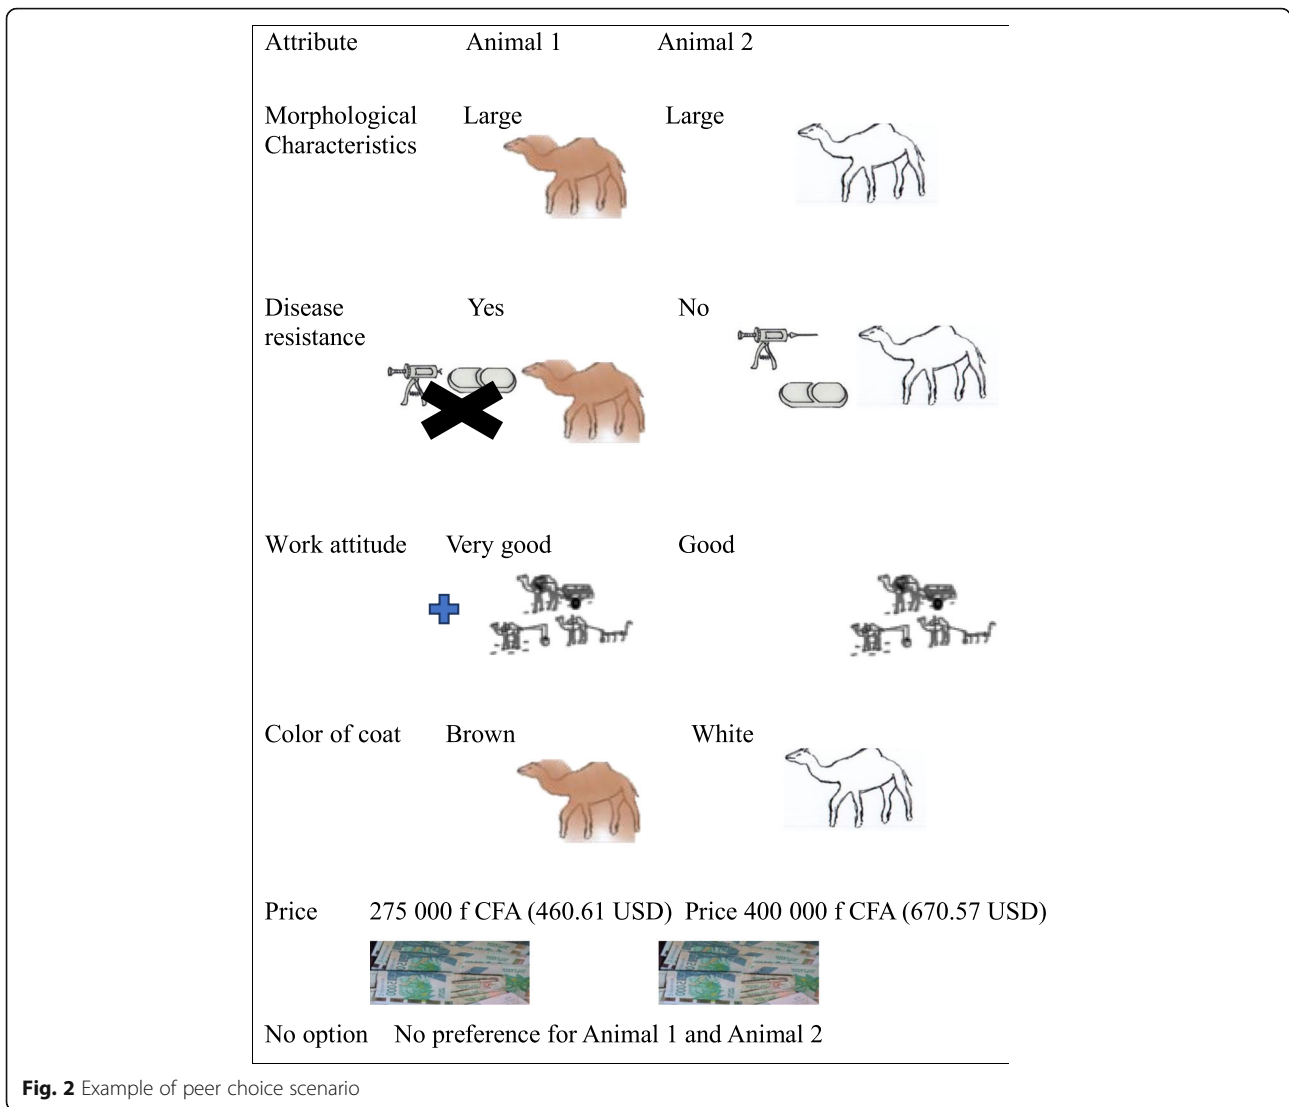 Attribute Animal 1 Animal 2
Morphological Large Large
Characteristics
Disease Yes No
resistance
Work attitude Very good Good
Color of coat Brown White
Price 275 000 f CFA (460.61 USD) Price 400 000 f CFA (670.57 USD)
No option No preference for Animal 1 and Animal 2
Fig. 2 Example of peer choice scenario